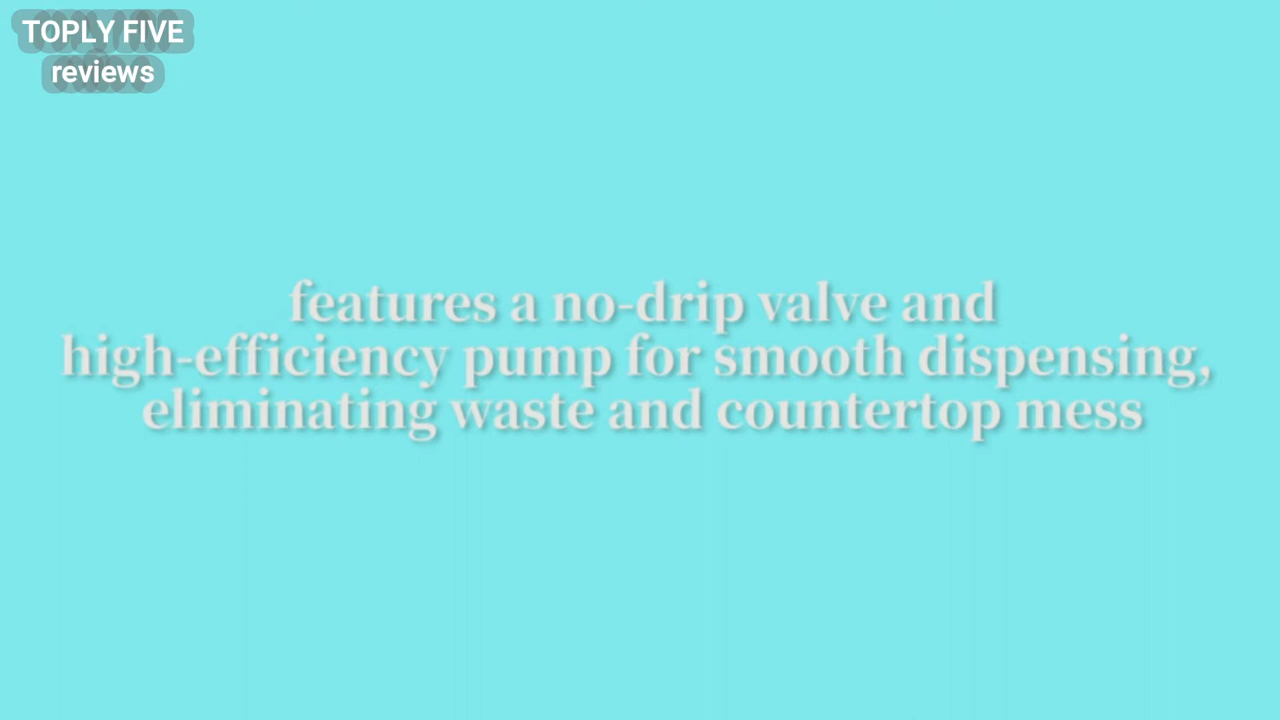 TOPLY FIVE
reviews
features a no-drip valve and
high-efficiency pump for smooth dispensing,
eliminating waste and countertop mess